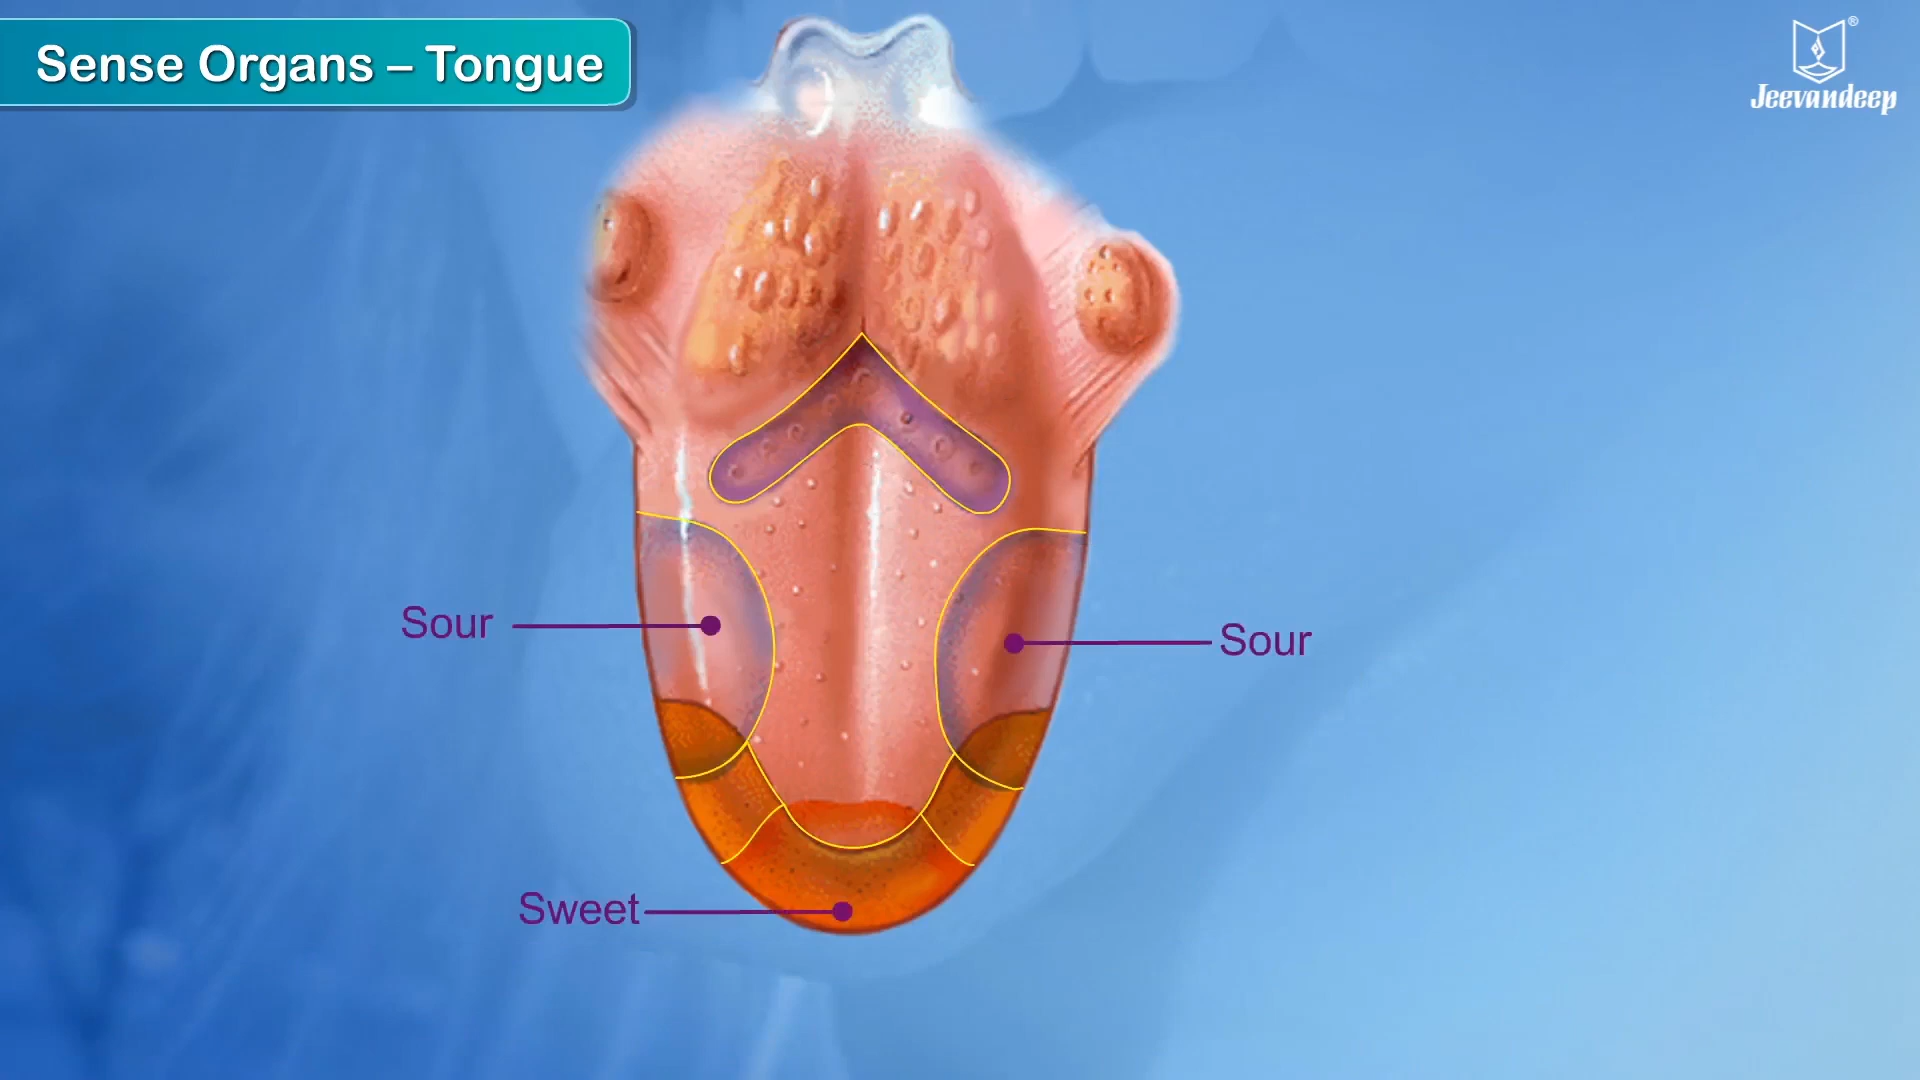 Sense Organs – Tongue
®
Jeevandeep
Sour
Sour
Sweet